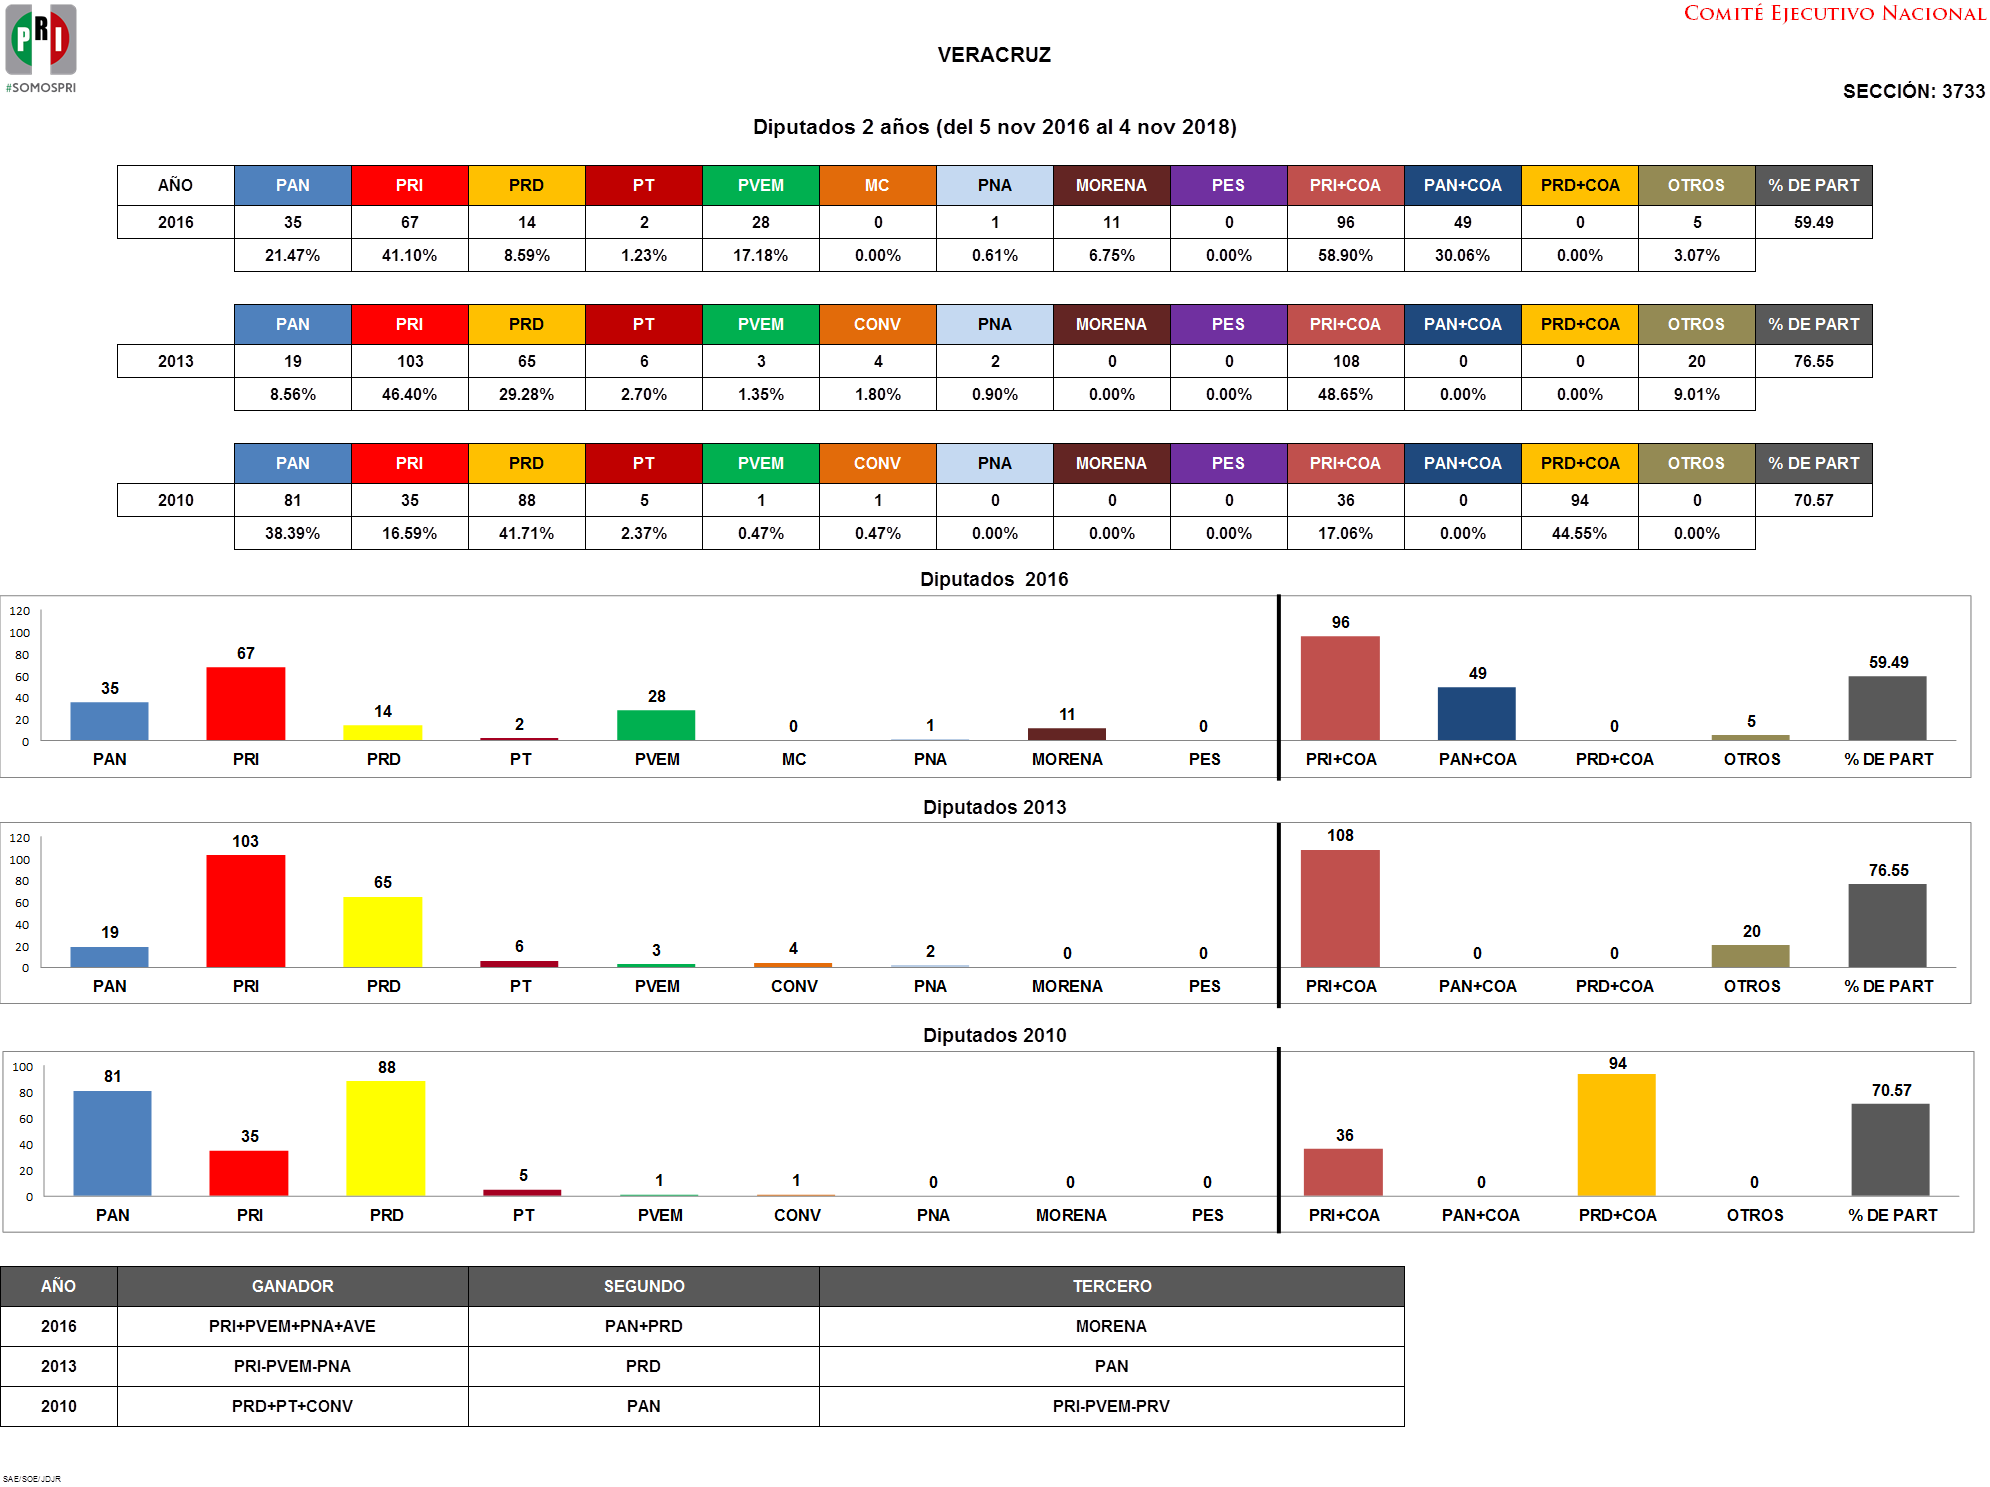 PRI
#SOMOSPRI
COMITÉ EJECUTIVO NACIONAL
VERACRUZ
SECCIÓN: 3733
Diputados 2 años (del 5 nov 2016 al 4 nov 2018)
AÑO PAN PRI PRD PT PVEM MC PNA MORENA PES PRI+COA PAN+COA PRD+COA OTROS % DE PART
2016 35 67 14 2 28 0 1 11 0 96 49 0 5 59.49
21.47% 41.10% 8.59% 1.23% 17.18% 0.00% 0.61% 6.75% 0.00% 58.90% 30.06% 0.00% 3.07%
PAN PRI PRD PT PVEM CONV PNA MORENA PES PRI+COA PAN+COA PRD+COA OTROS % DE PART
2013 19 103 65 6 3 4 2 0 0 108 0 0 20 76.55
8.56% 46.40% 29.28% 2.70% 1.35% 1.80% 0.90% 0.00% 0.00% 48.65% 0.00% 0.00% 9.01%
PAN PRI PRD PT PVEM CONV PNA MORENA PES PRI+COA PAN+COA PRD+COA OTROS % DE PART
2010 81 35 88 5 1 1 0 0 0 36 0 94 0 70.57
38.39% 16.59% 41.71% 2.37% 0.47% 0.47% 0.00% 0.00% 0.00% 17.06% 0.00% 44.55% 0.00%
Diputados 2016
120
100
80
60
40
20
0
35 67 14 2 28 0 1 11 0 96 49 0 5 59.49
PAN PRI PRD PT PVEM MC PNA MORENA PES PRI+COA PAN+COA PRD+COA OTROS % DE PART
Diputados 2013
120
100
80
60
40
20
0
19 103 65 6 3 4 2 0 0 108 0 0 20 76.55
PAN PRI PRD PT PVEM CONV PNA MORENA PES PRI+COA PAN+COA PRD+COA OTROS % DE PART
Diputados 2010
100
80
60
40
20
0
81 35 88 5 1 1 0 0 0 36 0 94 0 70.57
PAN PRI PRD PT PVEM CONV PNA MORENA PES PRI+COA PAN+COA PRD+COA OTROS % DE PART
AÑO GANADOR SEGUNDO TERCERO
2016 PRI+PVEM+PNA+AVE PAN+PRD MORENA
2013 PRI-PVEM-PNA PRD PAN
2010 PRD+PT+CONV PAN PRI-PVEM-PRV
SAE/SOE/JDJR